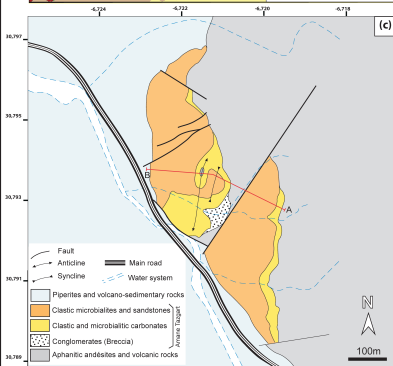 -6,724 -6,722 -6,720 -6,718
(c)
30,797
30,795
30,793
30,791
30,789
B
A
Fault
Anticline
Main road
Syncline
Water system
Piperites and volcano-sedimentary rocks
Clastic microbialites and sandstones
Clastic and microbialitic carbonates
Conglomerates (Breccia)
Amane Tazgart
Aphanitic andésites and volcanic rocks
N
100m